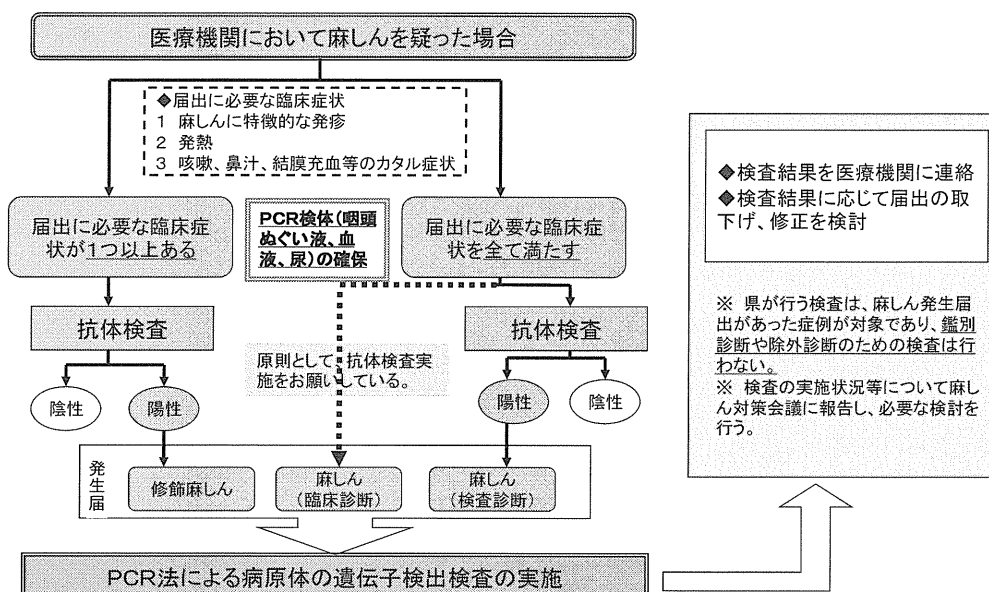 医療機関において麻しんを疑った場合
◆届出に必要な臨床症状
1 麻しんに特徴的な発疹
2 発熱
3 咳嗽、鼻汁、結膜充血等のカタル症状
届出に必要な臨床症
状が1つ以上ある
PCR検体(咽頭
ぬぐい液、血
液、尿)の確保
届出に必要な臨床症
状を全て満たす
抗体検査
抗体検査
原則として、抗体検査実
施をお願いしている。
陰性
陽性
陽性
陰性
発生届
修飾麻しん
麻しん
(臨床診断)
麻しん
(検査診断)
PCR法による病原体の遺伝子検出検査の実施
◆検査結果を医療機関に連絡
◆検査結果に応じて届出の取
下げ、修正を検討
※ 県が行う検査は、麻しん発生届
出があった症例が対象であり、鑑別
診断や除外診断のための検査は行
わない。
※ 検査の実施状況等について麻し
ん対策会議に報告し、必要な検討を
行う。